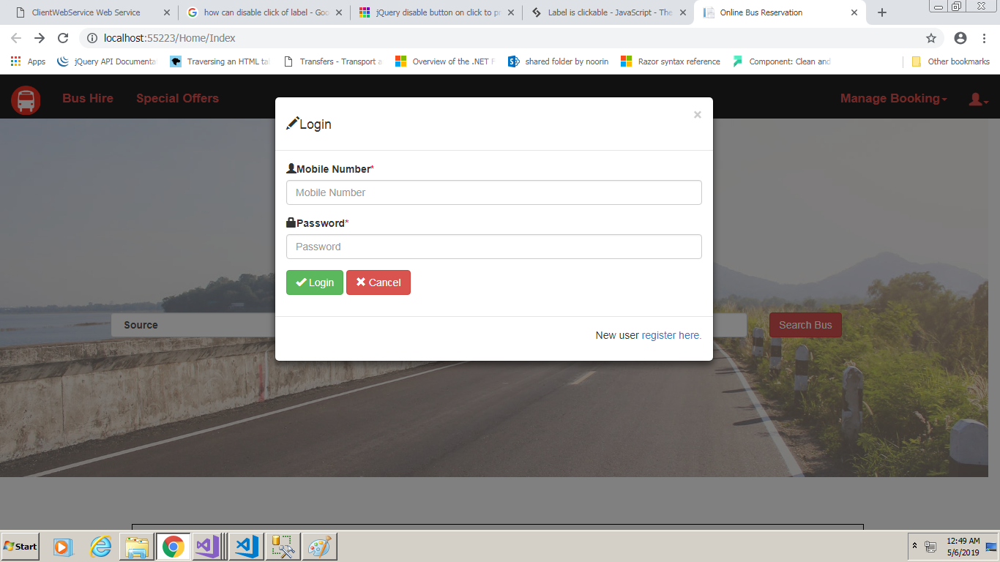 ClientWebService Web Service
how can disable click of label - Goo
jQuery disable button on click to pr
Label is clickable - JavaScript - The
Online Bus Reservation
localhost:55223/Home/Index
Apps
jQuery API Documenta
Traversing an HTML tab
Transfers - Transport a
Overview of the .NET F
shared folder by noorin
Razor syntax reference
Component: Clean and
Other bookmarks
Bus Hire
Special Offers
Manage Booking
Login
×
Mobile Number*
Mobile Number
Password*
Password
Login
Cancel
Source
Search Bus
New user register here.
Start
12:49 AM
5/6/2019